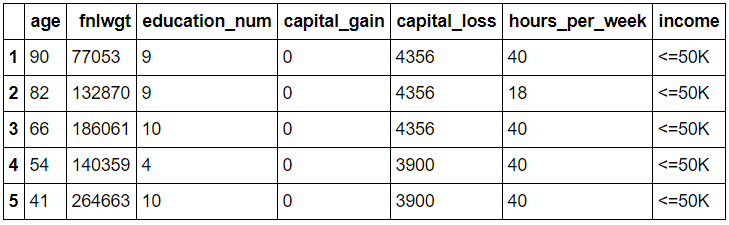 age fnlwgt education_num capital_gain capital_loss hours_per_week income
1 90 77053 9 0 4356 40 <=50K
2 82 132870 9 0 4356 18 <=50K
3 66 186061 10 0 4356 40 <=50K
4 54 140359 4 0 3900 40 <=50K
5 41 264663 10 0 3900 40 <=50K